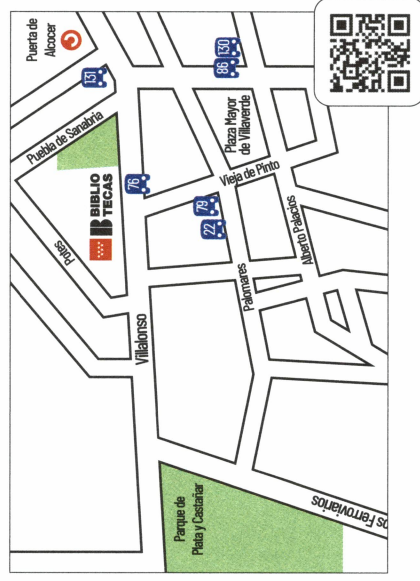 Puerta de
Alcocer
131
86
130
Puebla de Sanabria
Plaza Mayor
de Villaverde
76
BIBLIO
TECAS
Vieja de Pinto
79
22
Potes
Alberto Palacios
Palomares
Villalonso
Parque de
Plata y Castañar
os Ferroviarios